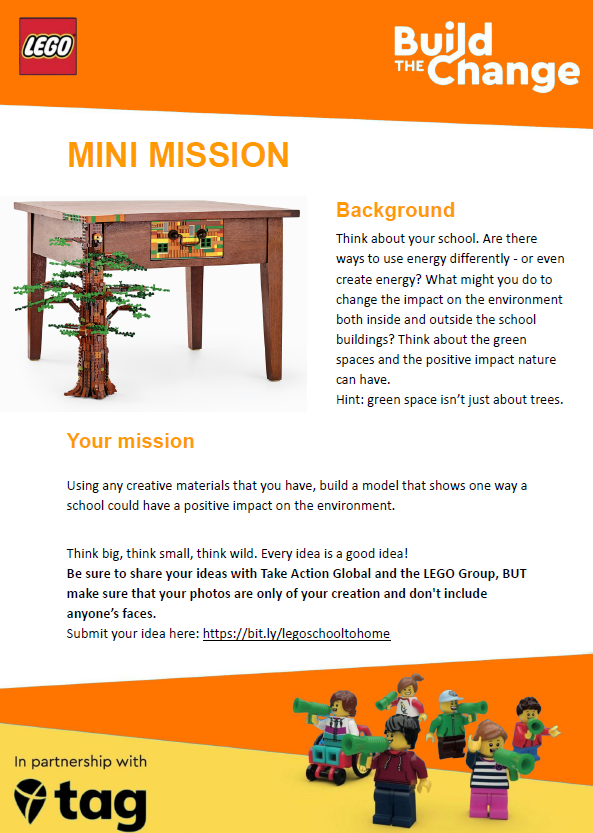 LEGO
Build
THE Change
MINI MISSION
Background
Think about your school. Are there
ways to use energy differently - or even
create energy? What might you do to
change the impact on the environment
both inside and outside the school
buildings? Think about the green
spaces and the positive impact nature
can have.
Hint: green space isn’t just about trees.
Your mission
Using any creative materials that you have, build a model that shows one way a
school could have a positive impact on the environment.
Think big, think small, think wild. Every idea is a good idea!
Be sure to share your ideas with Take Action Global and the LEGO Group, BUT
make sure that your photos are only of your creation and don't include
anyone’s faces.
Submit your idea here: https://bit.ly/legoschooltohome
In partnership with
tag